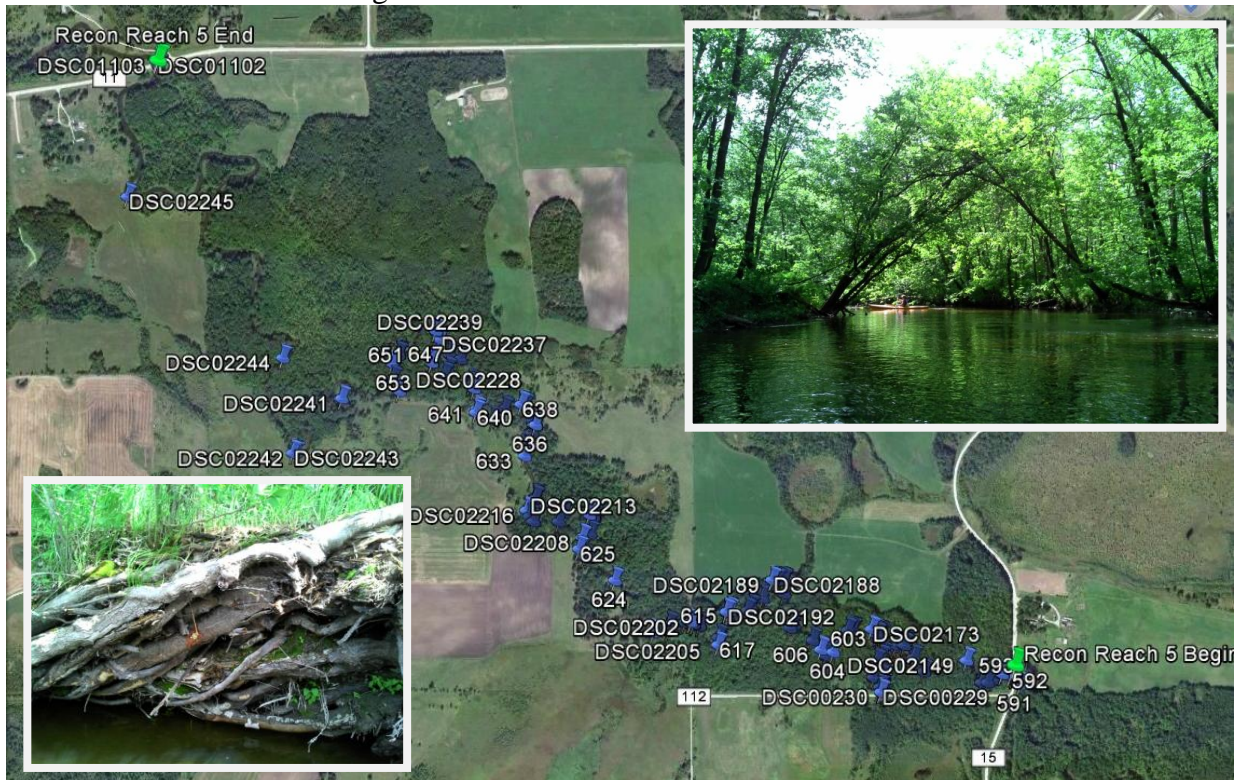 Recon Reach 5 End
DSC01103 DSC01102
11
DSC02245
DSC02239
651 647 DSC02237
DSC02244
653 DSC02228
DSC02241
641 640 638
636
DSC02242 DSC02243 633
DSC02216 DSC02213
DSC02208 625
624 DSC02189 DSC02188
DSC02202 615 DSC02192
DSC02205 617 606 603 DSC02173
604 DSC02149 593 Recon Reach 5 Begin
592
112 DSC00230 DSC00229 591
15